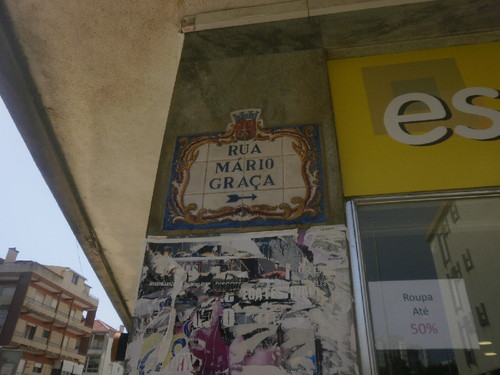 RUA
MÁRIO
GRAÇA
es
Roupa
Até
50%